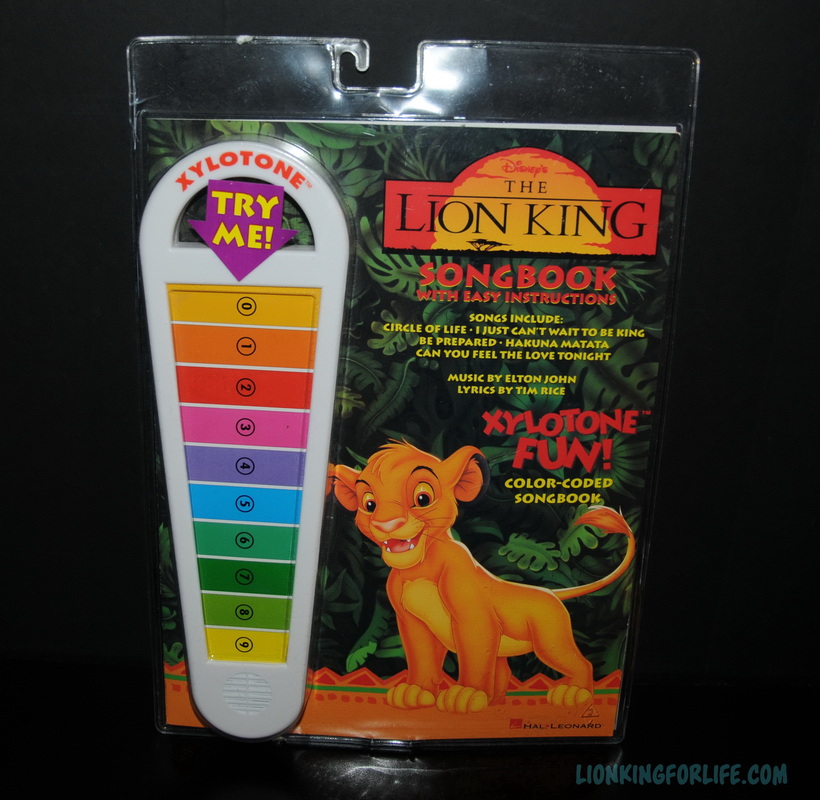 XYLOTONE™
TRY
ME!
0
1
2
3
4
5
6
7
8
9
Disney's
THE
LION KING
SONGBOOK
WITH EASY INSTRUCTIONS
SONGS INCLUDE:
CIRCLE OF LIFE · I JUST CAN'T WAIT TO BE KING
BE PREPARED · HAKUNA MATATA
CAN YOU FEEL THE LOVE TONIGHT
MUSIC BY ELTON JOHN
LYRICS BY TIM RICE
XYLOTONE™
FUN!
COLOR-CODED
SONGBOOK
HAL·LEONARD
LIONKINGFORLIFE.COM